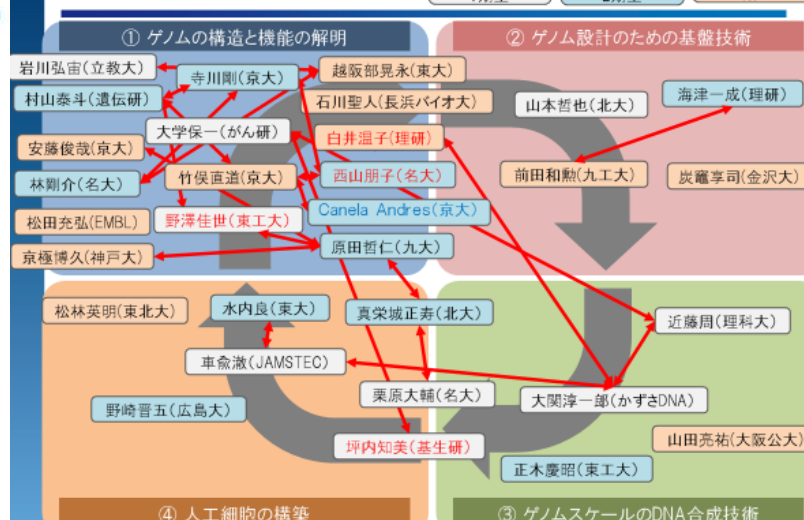 ① ゲノムの構造と機能の解明
② ゲノム設計のための基盤技術
岩川弘宙(立教大)
寺川剛(京大)
越阪部晃永(東大)
村山泰斗(遺伝研)
石川聖人(長浜バイオ大)
山本哲也(北大)
海津一成(理研)
大学保一(がん研)
白井温子(理研)
安藤俊哉(京大)
林剛介(名大)
竹俣直道(京大)
西山朋子(名大)
前田和勲(九工大)
炭竈享司(金沢大)
松田充弘(EMBL)
野澤佳世(東工大)
Canela Andres(京大)
京極博久(神戸大)
原田哲仁(九大)
松林英明(東北大)
水内良(東大)
真栄城正寿(北大)
近藤周(理科大)
車兪澈(JAMSTEC)
栗原大輔(名大)
大関淳一郎(かずさDNA)
野崎晋五(広島大)
坪内知美(基生研)
山田亮祐(大阪公大)
正木慶昭(東工大)
④ 人工細胞の構築
③ ゲノムスケールのDNA合成技術